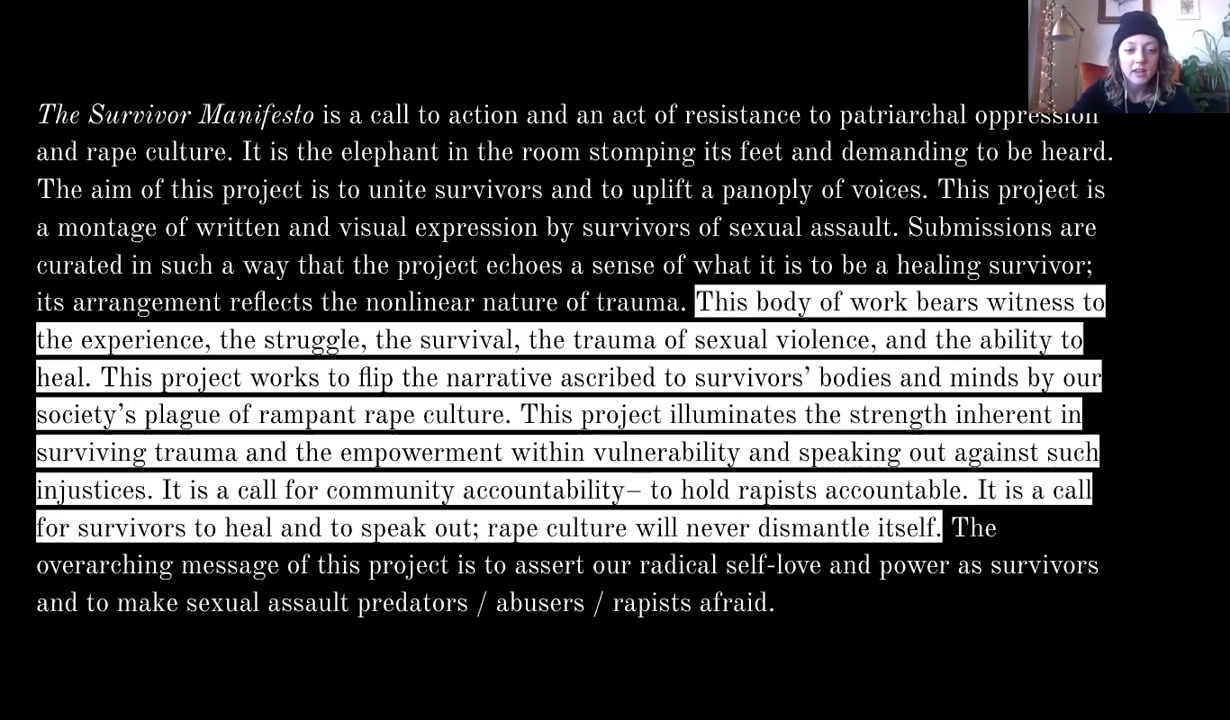 The Survivor Manifesto is a call to action and an act of resistance to patriarchal oppression
and rape culture. It is the elephant in the room stomping its feet and demanding to be heard.
The aim of this project is to unite survivors and to uplift a panoply of voices. This project is
a montage of written and visual expression by survivors of sexual assault. Submissions are
curated in such a way that the project echoes a sense of what it is to be a healing survivor;
its arrangement reflects the nonlinear nature of trauma. This body of work bears witness to
the experience, the struggle, the survival, the trauma of sexual violence, and the ability to
heal. This project works to flip the narrative ascribed to survivors’ bodies and minds by our
society’s plague of rampant rape culture. This project illuminates the strength inherent in
surviving trauma and the empowerment within vulnerability and speaking out against such
injustices. It is a call for community accountability– to hold rapists accountable. It is a call
for survivors to heal and to speak out; rape culture will never dismantle itself. The
overarching message of this project is to assert our radical self-love and power as survivors
and to make sexual assault predators / abusers / rapists afraid.